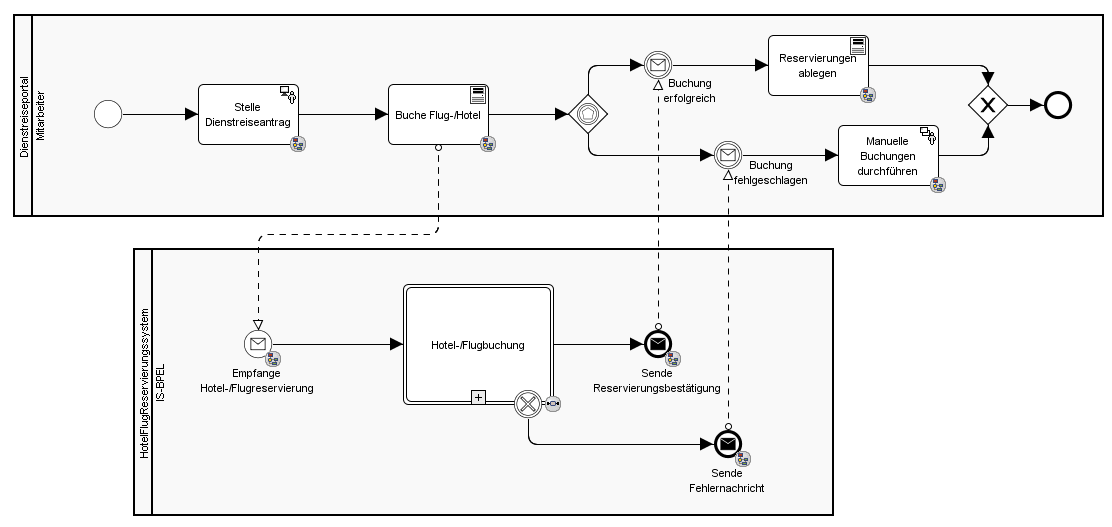 Dienstreiseportal
Mitarbeiter
Stelle
Dienstreiseantrag
Buche Flug-/Hotel
Buchung
erfolgreich
Reservierungen
ablegen
Buchung
fehlgeschlagen
Manuelle
Buchungen
durchführen
HotelFlugReservierungssystem
IS-BPEL
Empfange
Hotel-/Flugreservierung
Hotel-/Flugbuchung
Sende
Reservierungsbestätigung
Sende
Fehlernachricht